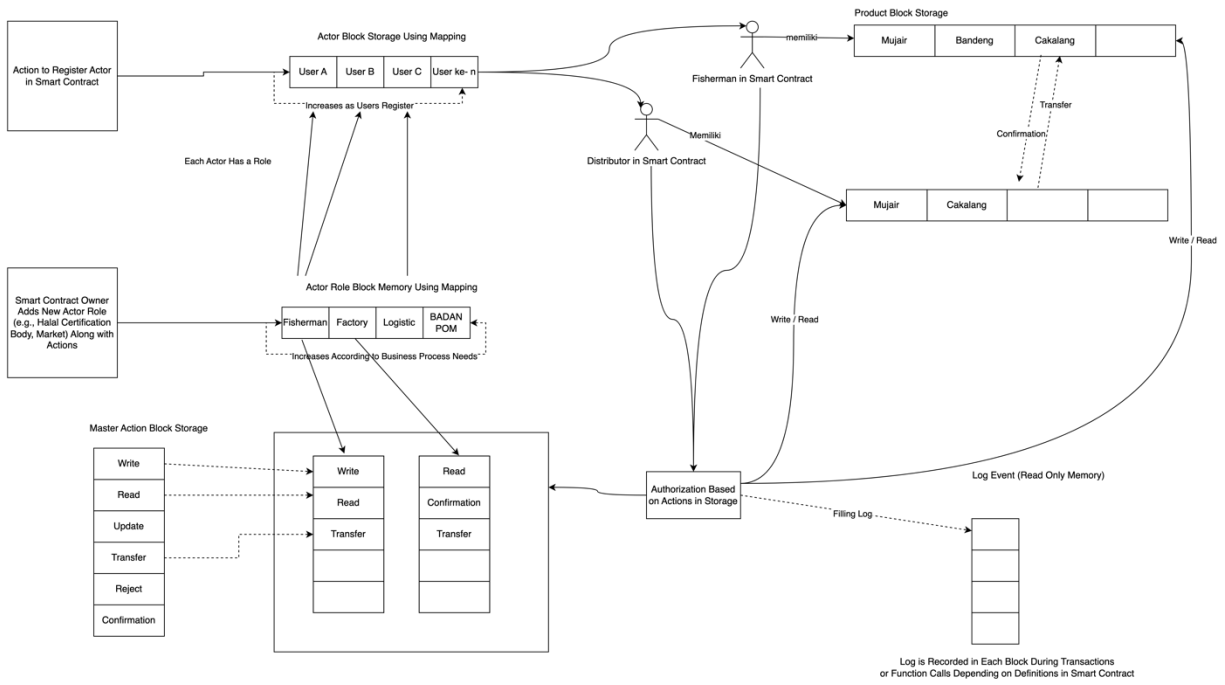 Product Block Storage
Actor Block Storage Using Mapping
Action to Register Actor
in Smart Contract
User A
User B
User C
User ke- n
Increases as Users Register
memiliki
Mujair
Bandeng
Cakalang
Fisherman in Smart Contract
Transfer
Confirmation
Memiliki
Each Actor Has a Role
Distributor in Smart Contract
Mujair
Cakalang
Write / Read
Actor Role Block Memory Using Mapping
Smart Contract Owner
Adds New Actor Role
(e.g., Halal Certification
Body, Market) Along with
Actions
Fisherman
Factory
Logistic
BADAN
POM
Increases According to Business Process Needs
Write / Read
Master Action Block Storage
Write
Read
Update
Transfer
Reject
Confirmation
Write
Read
Transfer
Read
Confirmation
Transfer
Authorization Based
on Actions in Storage
Log Event (Read Only Memory)
Filling Log
Log is Recorded in Each Block During Transactions
or Function Calls Depending on Definitions in Smart Contract